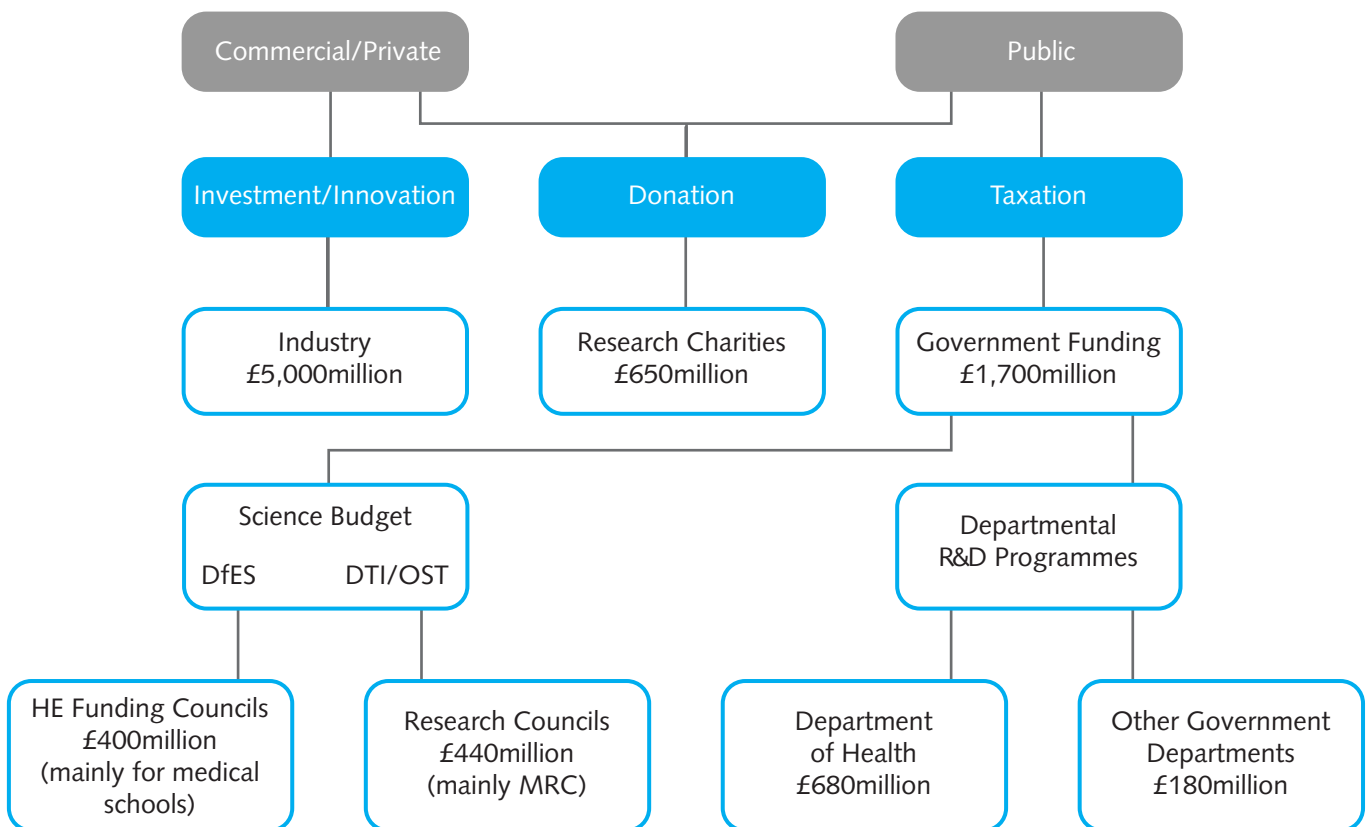 Commercial/Private
Public
Investment/Innovation
Donation
Taxation
Industry
£5,000million
Research Charities
£650million
Government Funding
£1,700million
Science Budget
DfES DTI/OST
Departmental
R&D Programmes
HE Funding Councils
£400million
(mainly for medical
schools)
Research Councils
£440million
(mainly MRC)
Department
of Health
£680million
Other Government
Departments
£180million